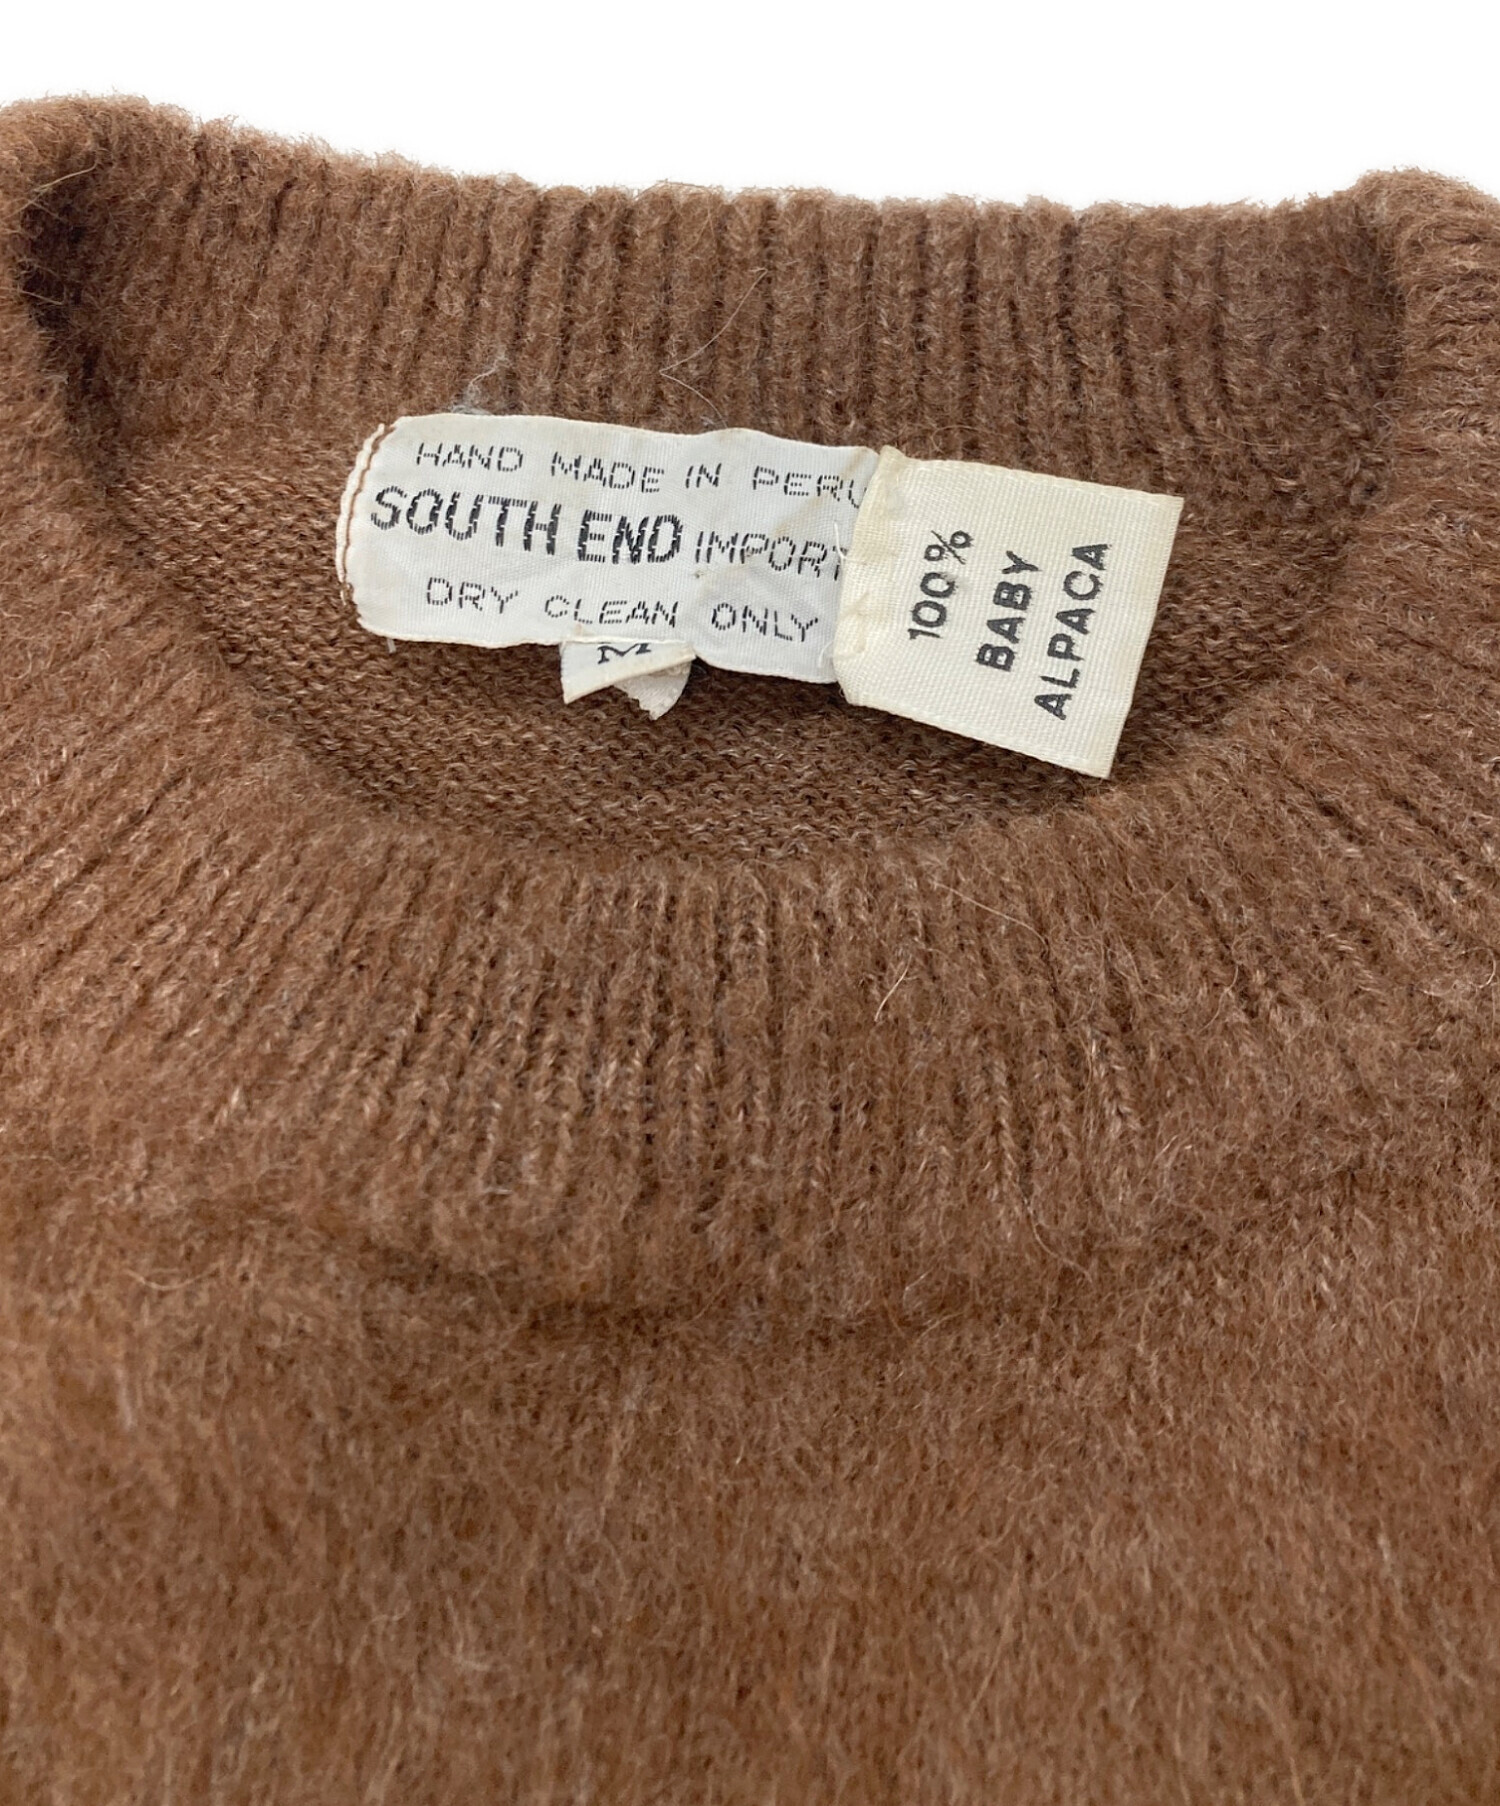 HAND MADE IN PERU
SOUTH END IMPORT
DRY CLEAN ONLY
M
100%
BABY
ALPACA